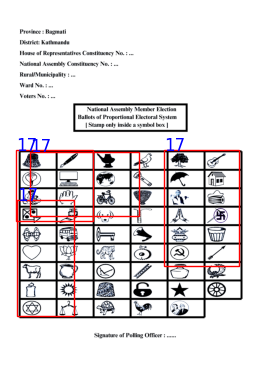 Province : Bagmati
District: Kathmandu
House of Representatives Constituency No. : ...
National Assembly Constituency No. : ...
Rural/Municipality : ...
Ward No. : ...
Voters No. : ...
National Assembly Member Election
Ballots of Proportional Electoral System
[ Stamp only inside a symbol box ]
17 17 17
17
Signature of Polling Officer : ......